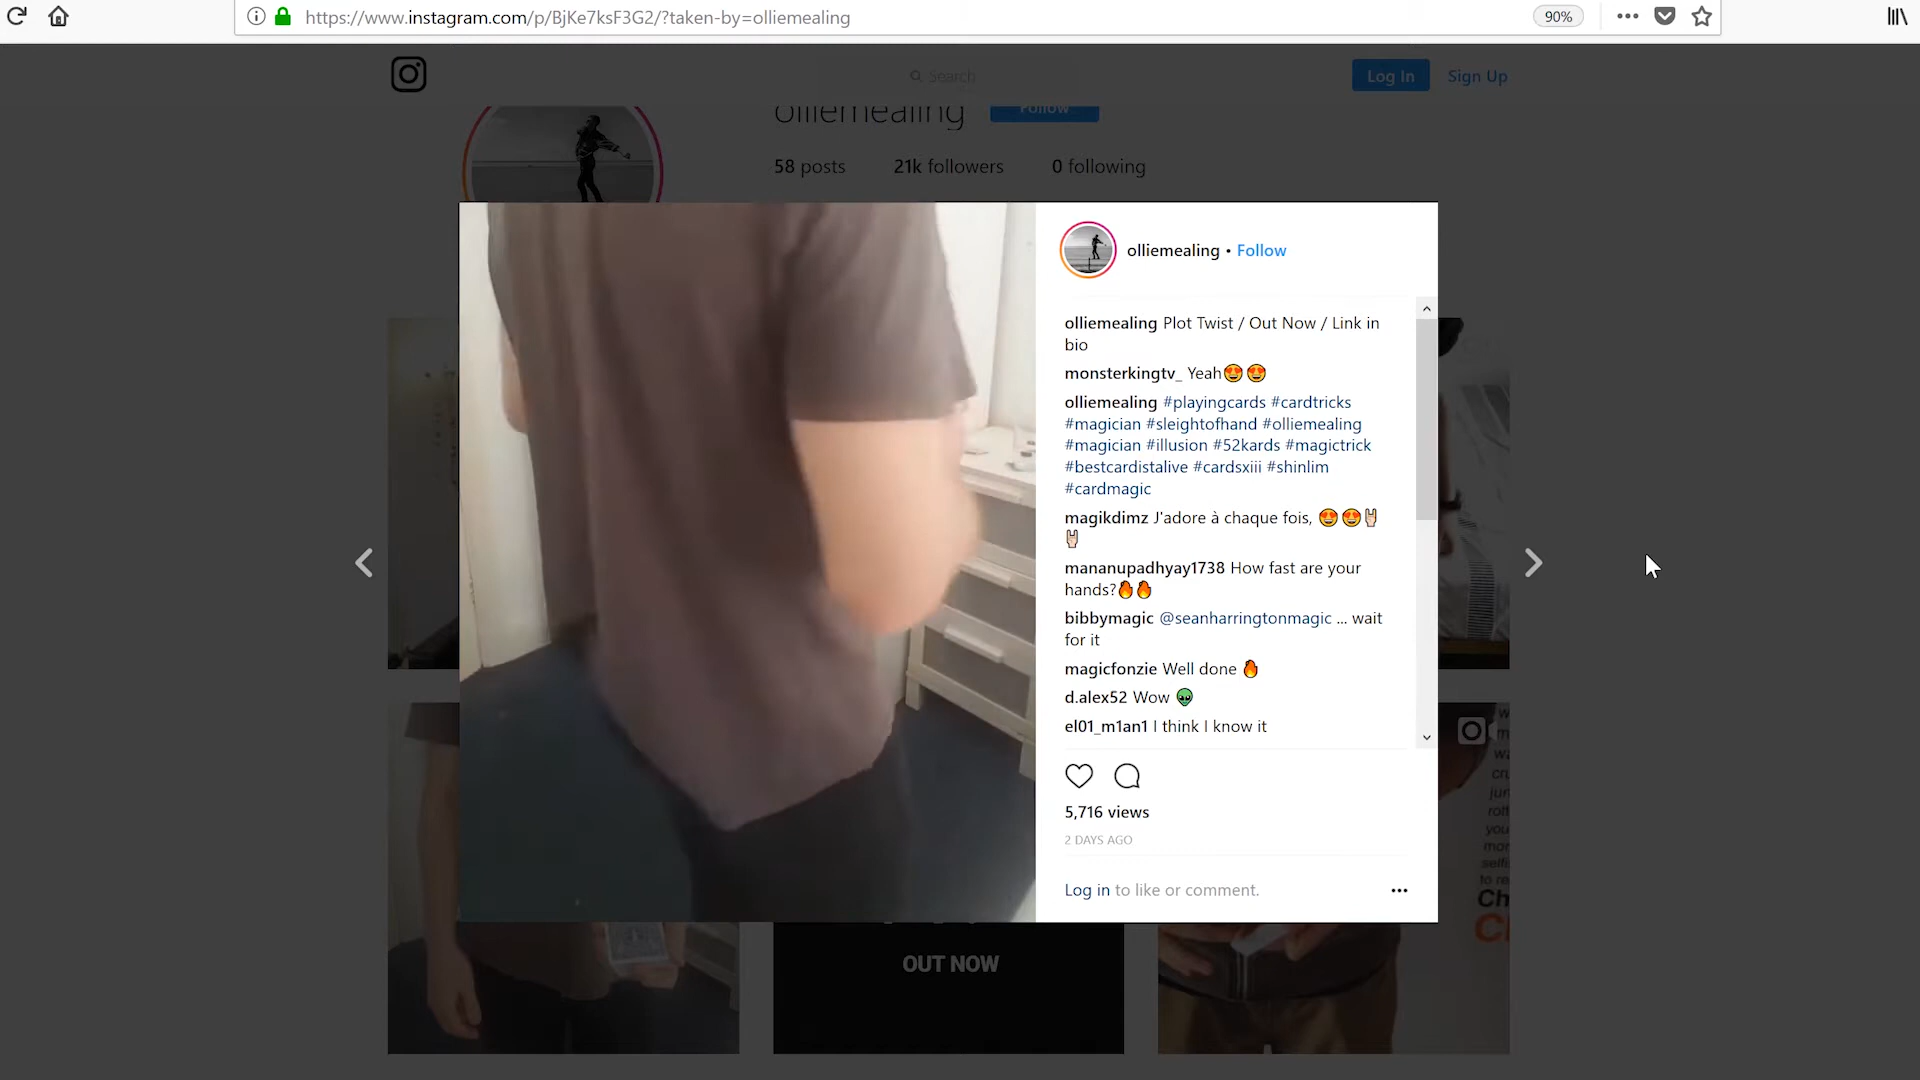 https://www.instagram.com/p/BjKe7ksF3G2/?taken-by=olliemealing
90%
Search
Log In
Sign Up
olliemealing
Follow
58 posts
21k followers
0 following
olliemealing • Follow
olliemealing Plot Twist / Out Now / Link in
bio
monsterkingtv_ Yeah😍😍
olliemealing #playingcards #cardtricks
#magician #sleightofhand #olliemealing
#magician #illusion #52kards #magictrick
#bestcardistalive #cardsxiii #shinlim
#cardmagic
magikdimz J'adore à chaque fois, 😍😍🤘🏻
🤘🏻
mananupadhyay1738 How fast are your
hands?🔥🔥
bibbymagic @seanharringtonmagic ... wait
for it
magicfonzie Well done 🔥
d.alex52 Wow 👽
el01_m1an1 I think I know it
5,716 views
2 DAYS AGO
Log in to like or comment.
OUT NOW